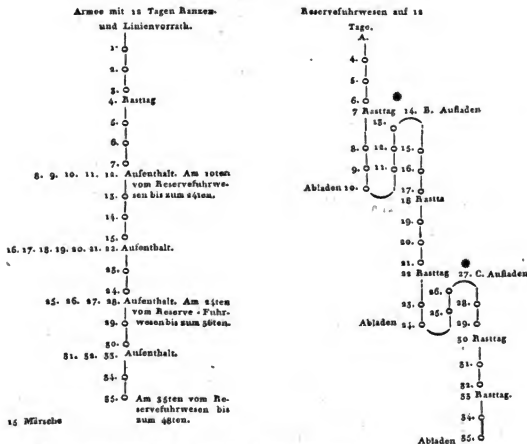 Armee mit 12 Tagen Ranzen-
und Linienvorrath.
1.
2.
3.
4. Rasttag
5.
6.
7.
8. 9. 10. 11. 12. Aufenthalt. Am 10ten
vom Reservefuhrwe-
13. sen bis zum 24ten.
14.
15.
16. 17. 18. 19. 20. 21. 22. Aufenthalt.
23.
24.
25. 26. 27. 28. Aufenthalt. Am 24ten
vom Reserve-Fuhr-
29. wesen bis zum 36ten.
30.
31. 32. 33. Aufenthalt.
34.
35. Am 35ten vom Re-
servefuhrwesen bis
zum 48ten.
15 Märsche
Reservefuhrwesen auf 12
Tage.
A.
4.
5.
6.
7 Rasttag 14. B. Aufladen
13.
8. 12. 15.
9. 11. 16.
Abladen 10. 17.
18 Rastta
19.
20.
21.
22 Rasttag 27. C. Aufladen
26.
23. 25. 28.
Abladen 24. 29.
30 Rasttag
31.
32.
33 Rasttag.
34.
Abladen 35.